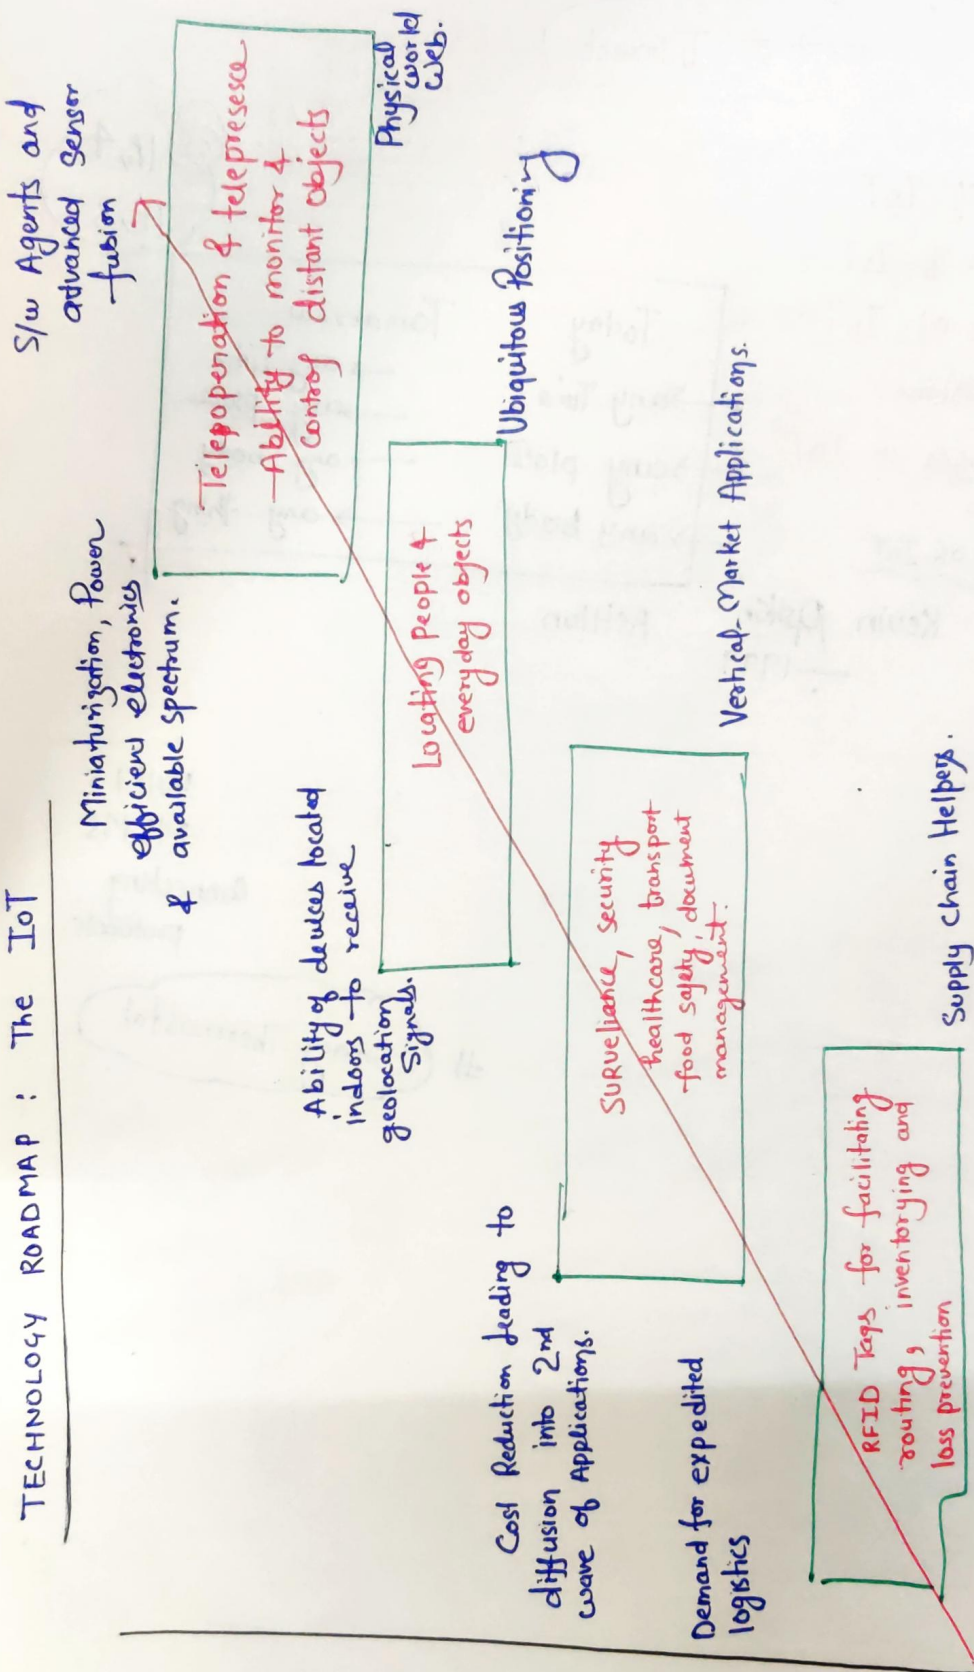 TECHNOLOGY ROADMAP : The IoT
S/w Agents and
advanced sensor
fusion
Miniaturization, Power
efficient electronics
& available spectrum.
Teleoperation & telepresesce
Ability to monitor &
control distant objects
Physical
world
Web.
Ability of devices located
indoors to receive
geolocation
signals.
Locating People &
everyday objects
Ubiquitous Positioning
Cost Reduction leading to
diffusion into 2nd
wave of Applications.
SURVEliance, security
healthcare, transport
food safety, document
management.
Vertical-Market Applications.
Demand for expedited
logistics
RFID Tags for facilitating
routing, inventorying and
loss prevention
Supply Chain Helpers.